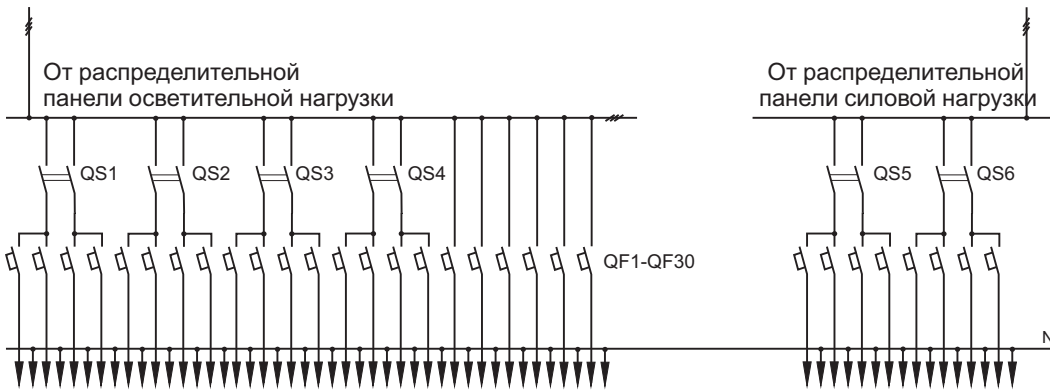 От распределительной
панели осветительной нагрузки
От распределительной
панели силовой нагрузки
QS1
QS2
QS3
QS4
QS5
QS6
QF1-QF30
N